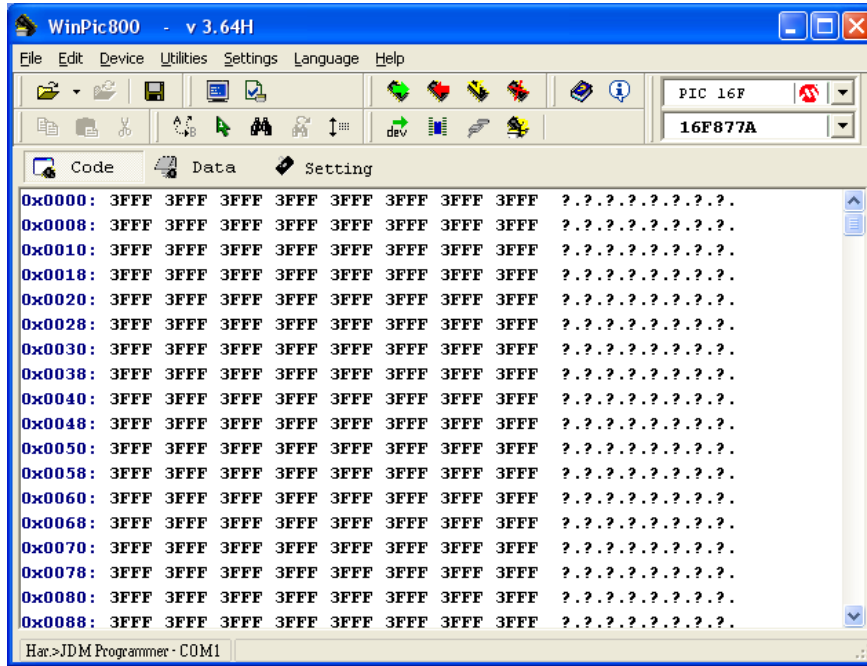 WinPic800 - v 3.64H
File Edit Device Utilities Settings Language Help
PIC 16F
dev 16F877A
Code Data Setting
0x0000: 3FFF 3FFF 3FFF 3FFF 3FFF 3FFF 3FFF 3FFF ?.?.?.?.?.?.?.?.
0x0008: 3FFF 3FFF 3FFF 3FFF 3FFF 3FFF 3FFF 3FFF ?.?.?.?.?.?.?.?.
0x0010: 3FFF 3FFF 3FFF 3FFF 3FFF 3FFF 3FFF 3FFF ?.?.?.?.?.?.?.?.
0x0018: 3FFF 3FFF 3FFF 3FFF 3FFF 3FFF 3FFF 3FFF ?.?.?.?.?.?.?.?.
0x0020: 3FFF 3FFF 3FFF 3FFF 3FFF 3FFF 3FFF 3FFF ?.?.?.?.?.?.?.?.
0x0028: 3FFF 3FFF 3FFF 3FFF 3FFF 3FFF 3FFF 3FFF ?.?.?.?.?.?.?.?.
0x0030: 3FFF 3FFF 3FFF 3FFF 3FFF 3FFF 3FFF 3FFF ?.?.?.?.?.?.?.?.
0x0038: 3FFF 3FFF 3FFF 3FFF 3FFF 3FFF 3FFF 3FFF ?.?.?.?.?.?.?.?.
0x0040: 3FFF 3FFF 3FFF 3FFF 3FFF 3FFF 3FFF 3FFF ?.?.?.?.?.?.?.?.
0x0048: 3FFF 3FFF 3FFF 3FFF 3FFF 3FFF 3FFF 3FFF ?.?.?.?.?.?.?.?.
0x0050: 3FFF 3FFF 3FFF 3FFF 3FFF 3FFF 3FFF 3FFF ?.?.?.?.?.?.?.?.
0x0058: 3FFF 3FFF 3FFF 3FFF 3FFF 3FFF 3FFF 3FFF ?.?.?.?.?.?.?.?.
0x0060: 3FFF 3FFF 3FFF 3FFF 3FFF 3FFF 3FFF 3FFF ?.?.?.?.?.?.?.?.
0x0068: 3FFF 3FFF 3FFF 3FFF 3FFF 3FFF 3FFF 3FFF ?.?.?.?.?.?.?.?.
0x0070: 3FFF 3FFF 3FFF 3FFF 3FFF 3FFF 3FFF 3FFF ?.?.?.?.?.?.?.?.
0x0078: 3FFF 3FFF 3FFF 3FFF 3FFF 3FFF 3FFF 3FFF ?.?.?.?.?.?.?.?.
0x0080: 3FFF 3FFF 3FFF 3FFF 3FFF 3FFF 3FFF 3FFF ?.?.?.?.?.?.?.?.
0x0088: 3FFF 3FFF 3FFF 3FFF 3FFF 3FFF 3FFF 3FFF ?.?.?.?.?.?.?.?.
Har.>JDM Programmer - COM1